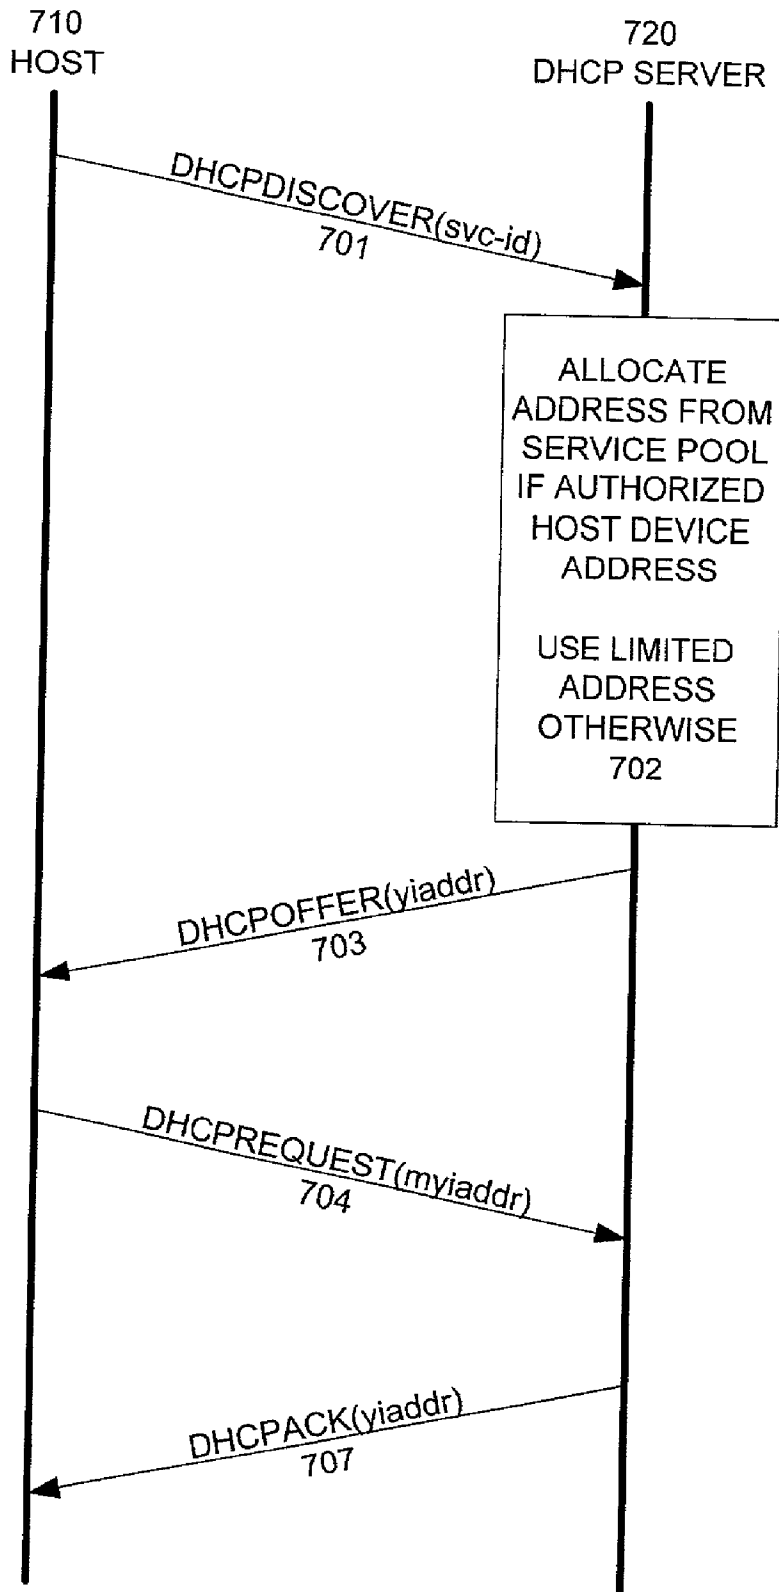 710
HOST
720
DHCP SERVER
DHCPDISCOVER(svc-id)
701
ALLOCATE
ADDRESS FROM
SERVICE POOL
IF AUTHORIZED
HOST DEVICE
ADDRESS
USE LIMITED
ADDRESS
OTHERWISE
702
DHCPOFFER(yiaddr)
703
DHCPREQUEST(myiaddr)
704
DHCPACK(yiaddr)
707